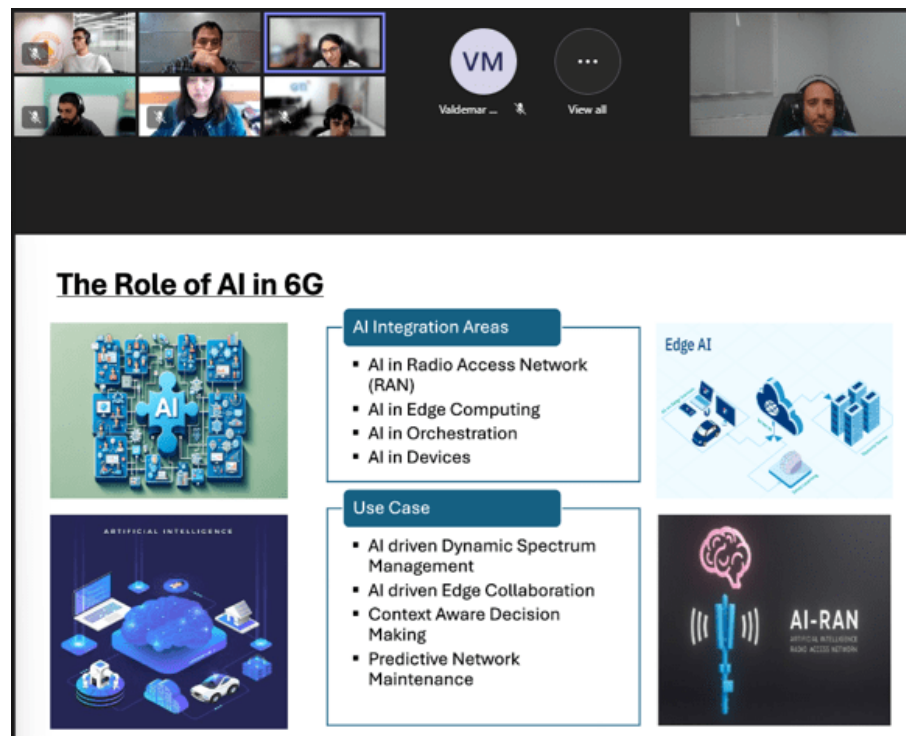 VM
Valdemar ...
View all
The Role of AI in 6G
AI
AI Integration Areas
▪ AI in Radio Access Network
(RAN)
▪ AI in Edge Computing
▪ AI in Orchestration
▪ AI in Devices
Edge AI
ARTIFICIAL INTELLIGENCE
Use Case
▪ AI driven Dynamic Spectrum
Management
▪ AI driven Edge Collaboration
▪ Context Aware Decision
Making
▪ Predictive Network
Maintenance
AI-RAN
ARTIFICIAL INTELLIGENCE
RADIO ACCESS NETWORK